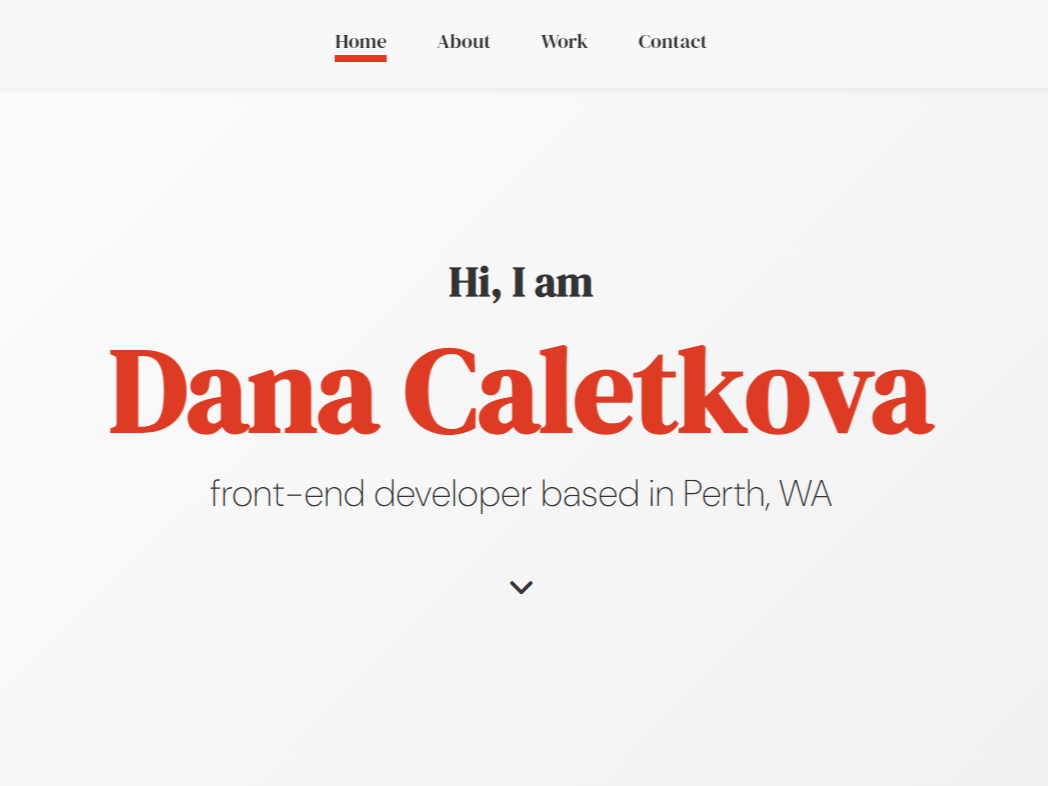 Home About Work Contact
Hi, I am
Dana Caletkova
front-end developer based in Perth, WA